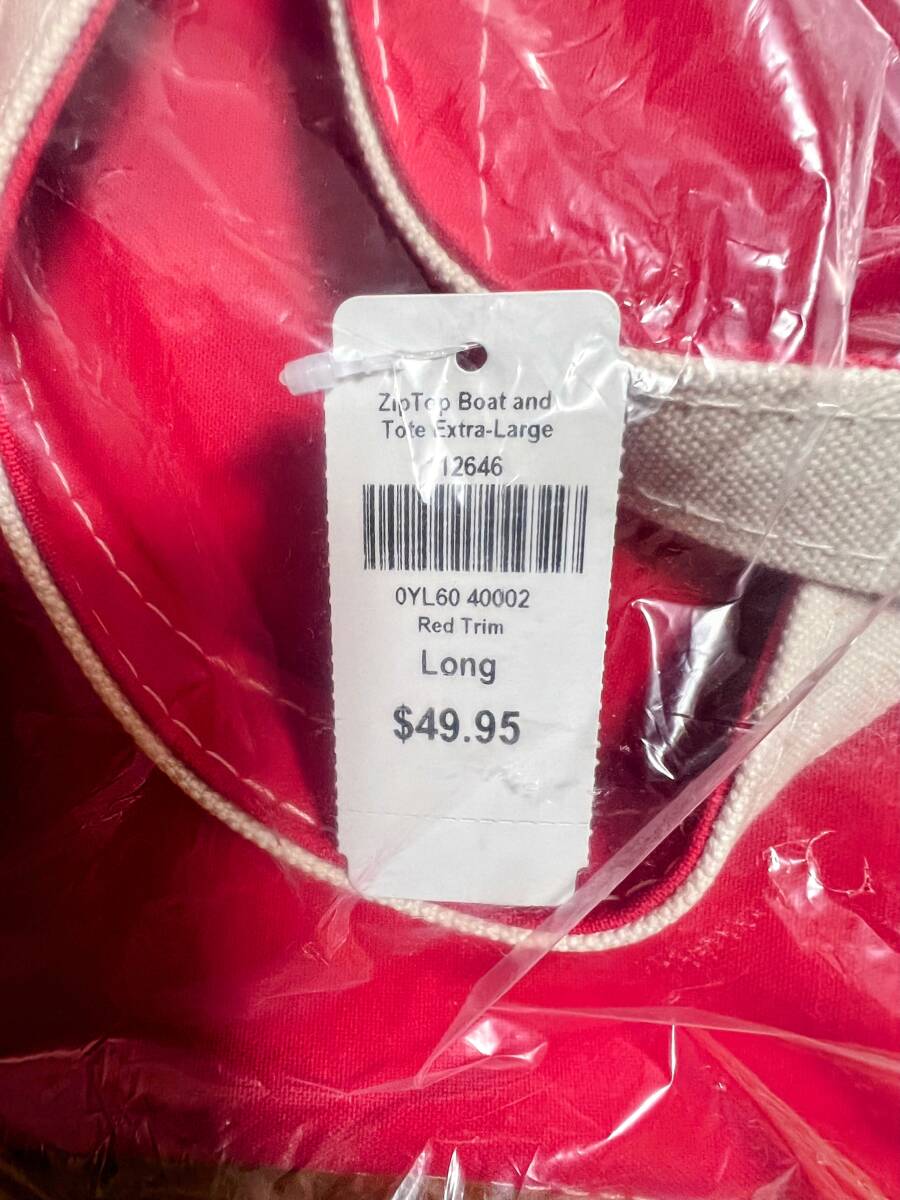 ZipTop Boat and
Tote Extra-Large
12646
0YL60 40002
Red Trim
Long
$49.95